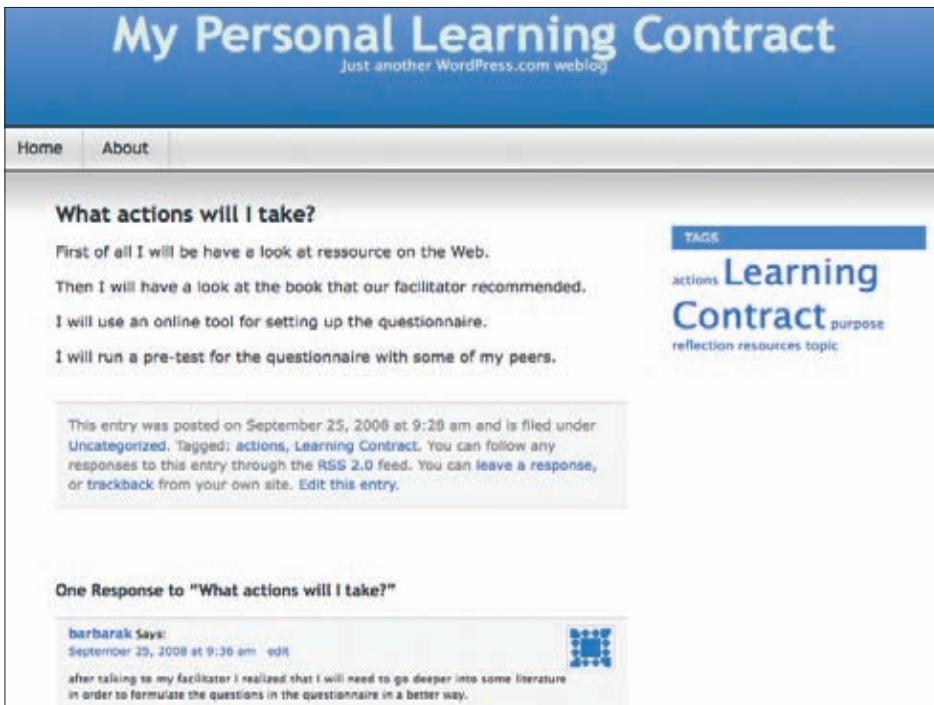 My Personal Learning Contract
Just another WordPress.com weblog
Home
About
What actions will I take?
First of all I will be have a look at ressource on the Web.
Then I will have a look at the book that our facilitator recommended.
I will use an online tool for setting up the questionnaire.
I will run a pre-test for the questionnaire with some of my peers.
This entry was posted on September 25, 2008 at 9:28 am and is filed under
Uncategorized. Tagged: actions, Learning Contract. You can follow any
responses to this entry through the RSS 2.0 feed. You can leave a response,
or trackback from your own site. Edit this entry.
One Response to "What actions will I take?"
barbarak Says:
September 25, 2008 at 9:36 am edit
after talking to my facilitator I realized that I will need to go deeper into some literature
in order to formulate the questions in the questionnaire in a better way.
TAGS
actions Learning
Contract purpose
reflection resources topic